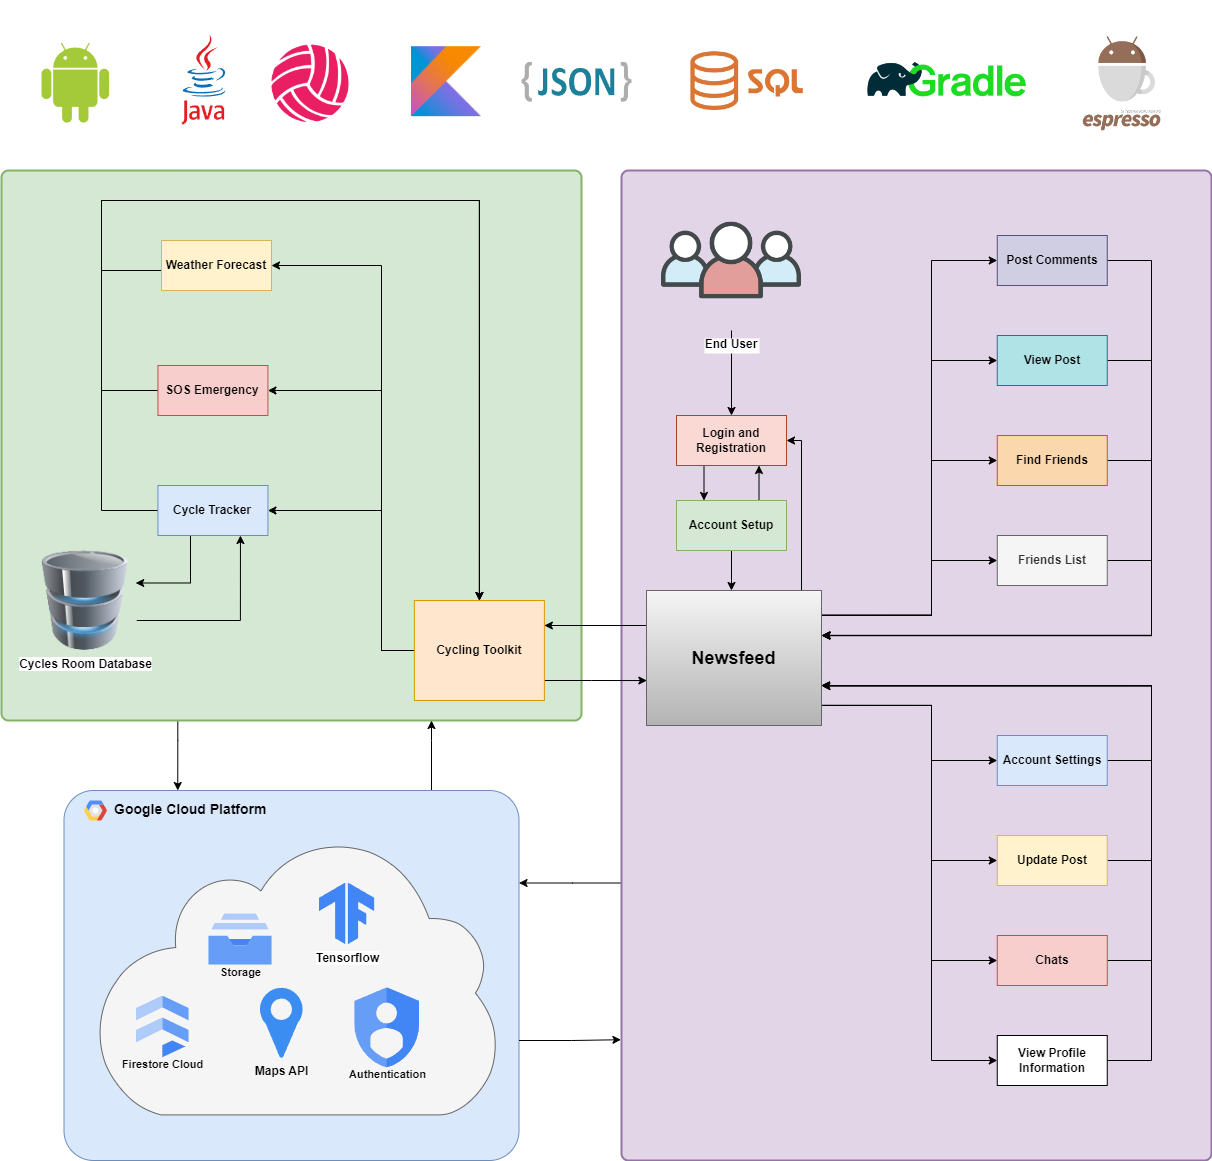 Java
{JSON}
SQL
Gradle
espresso
Weather Forecast
SOS Emergency
Cycle Tracker
Cycles Room Database
Cycling Toolkit
End User
Login and
Registration
Account Setup
Newsfeed
Post Comments
View Post
Find Friends
Friends List
Account Settings
Update Post
Chats
View Profile
Information
Google Cloud Platform
Storage
Tensorflow
Firestore Cloud
Maps API
Authentication